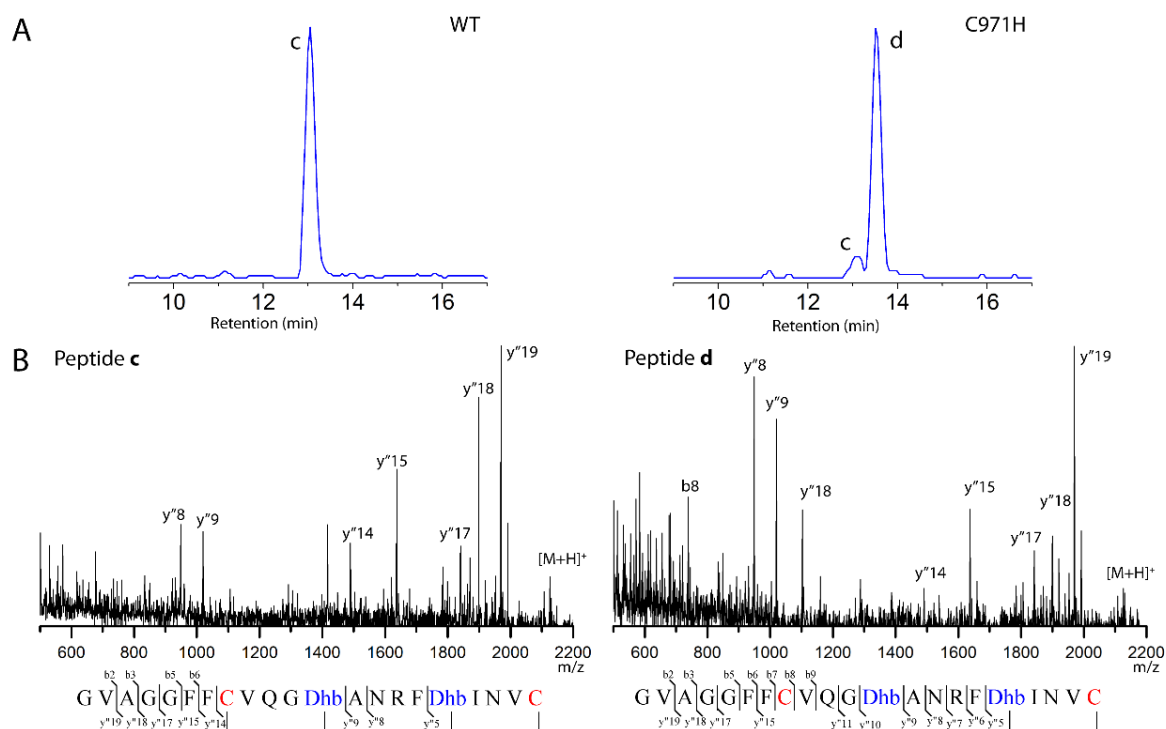 A
WT
C971H
c
d
c
10 12 14 16
Retention (min)
10 12 14 16
Retention (min)
B
Peptide c
y"19
y"18
y"15
y"8
y"9
y"14
y"17
[M+H]+
600 800 1000 1200 1400 1600 1800 2000 2200
m/z
b2 b3 b5 b6
G V A G G F F C V Q G Dhb A N R F Dhb I N V C
y"19 y"18 y"17 y"15 y"14 y"9 y"8 y"5
Peptide d
y"19
y"8
y"9
b8
y"18
y"15
y"18
y"17
y"14
[M+H]+
600 800 1000 1200 1400 1600 1800 2000 2200
m/z
b2 b3 b5 b6 b7 b8 b9
G V A G G F F C V Q G Dhb A N R F Dhb I N V C
y"19 y"18 y"17 y"15 y"11 y"10 y"9 y"8 y"7 y"6 y"5